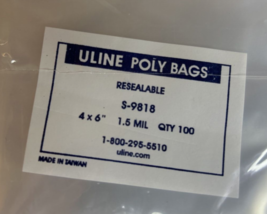 ULINE POLY BAGS
RESEALABLE
S-9818
4 x 6" 1.5 MIL QTY 100
1-800-295-5510
uline.com
MADE IN TAIWAN